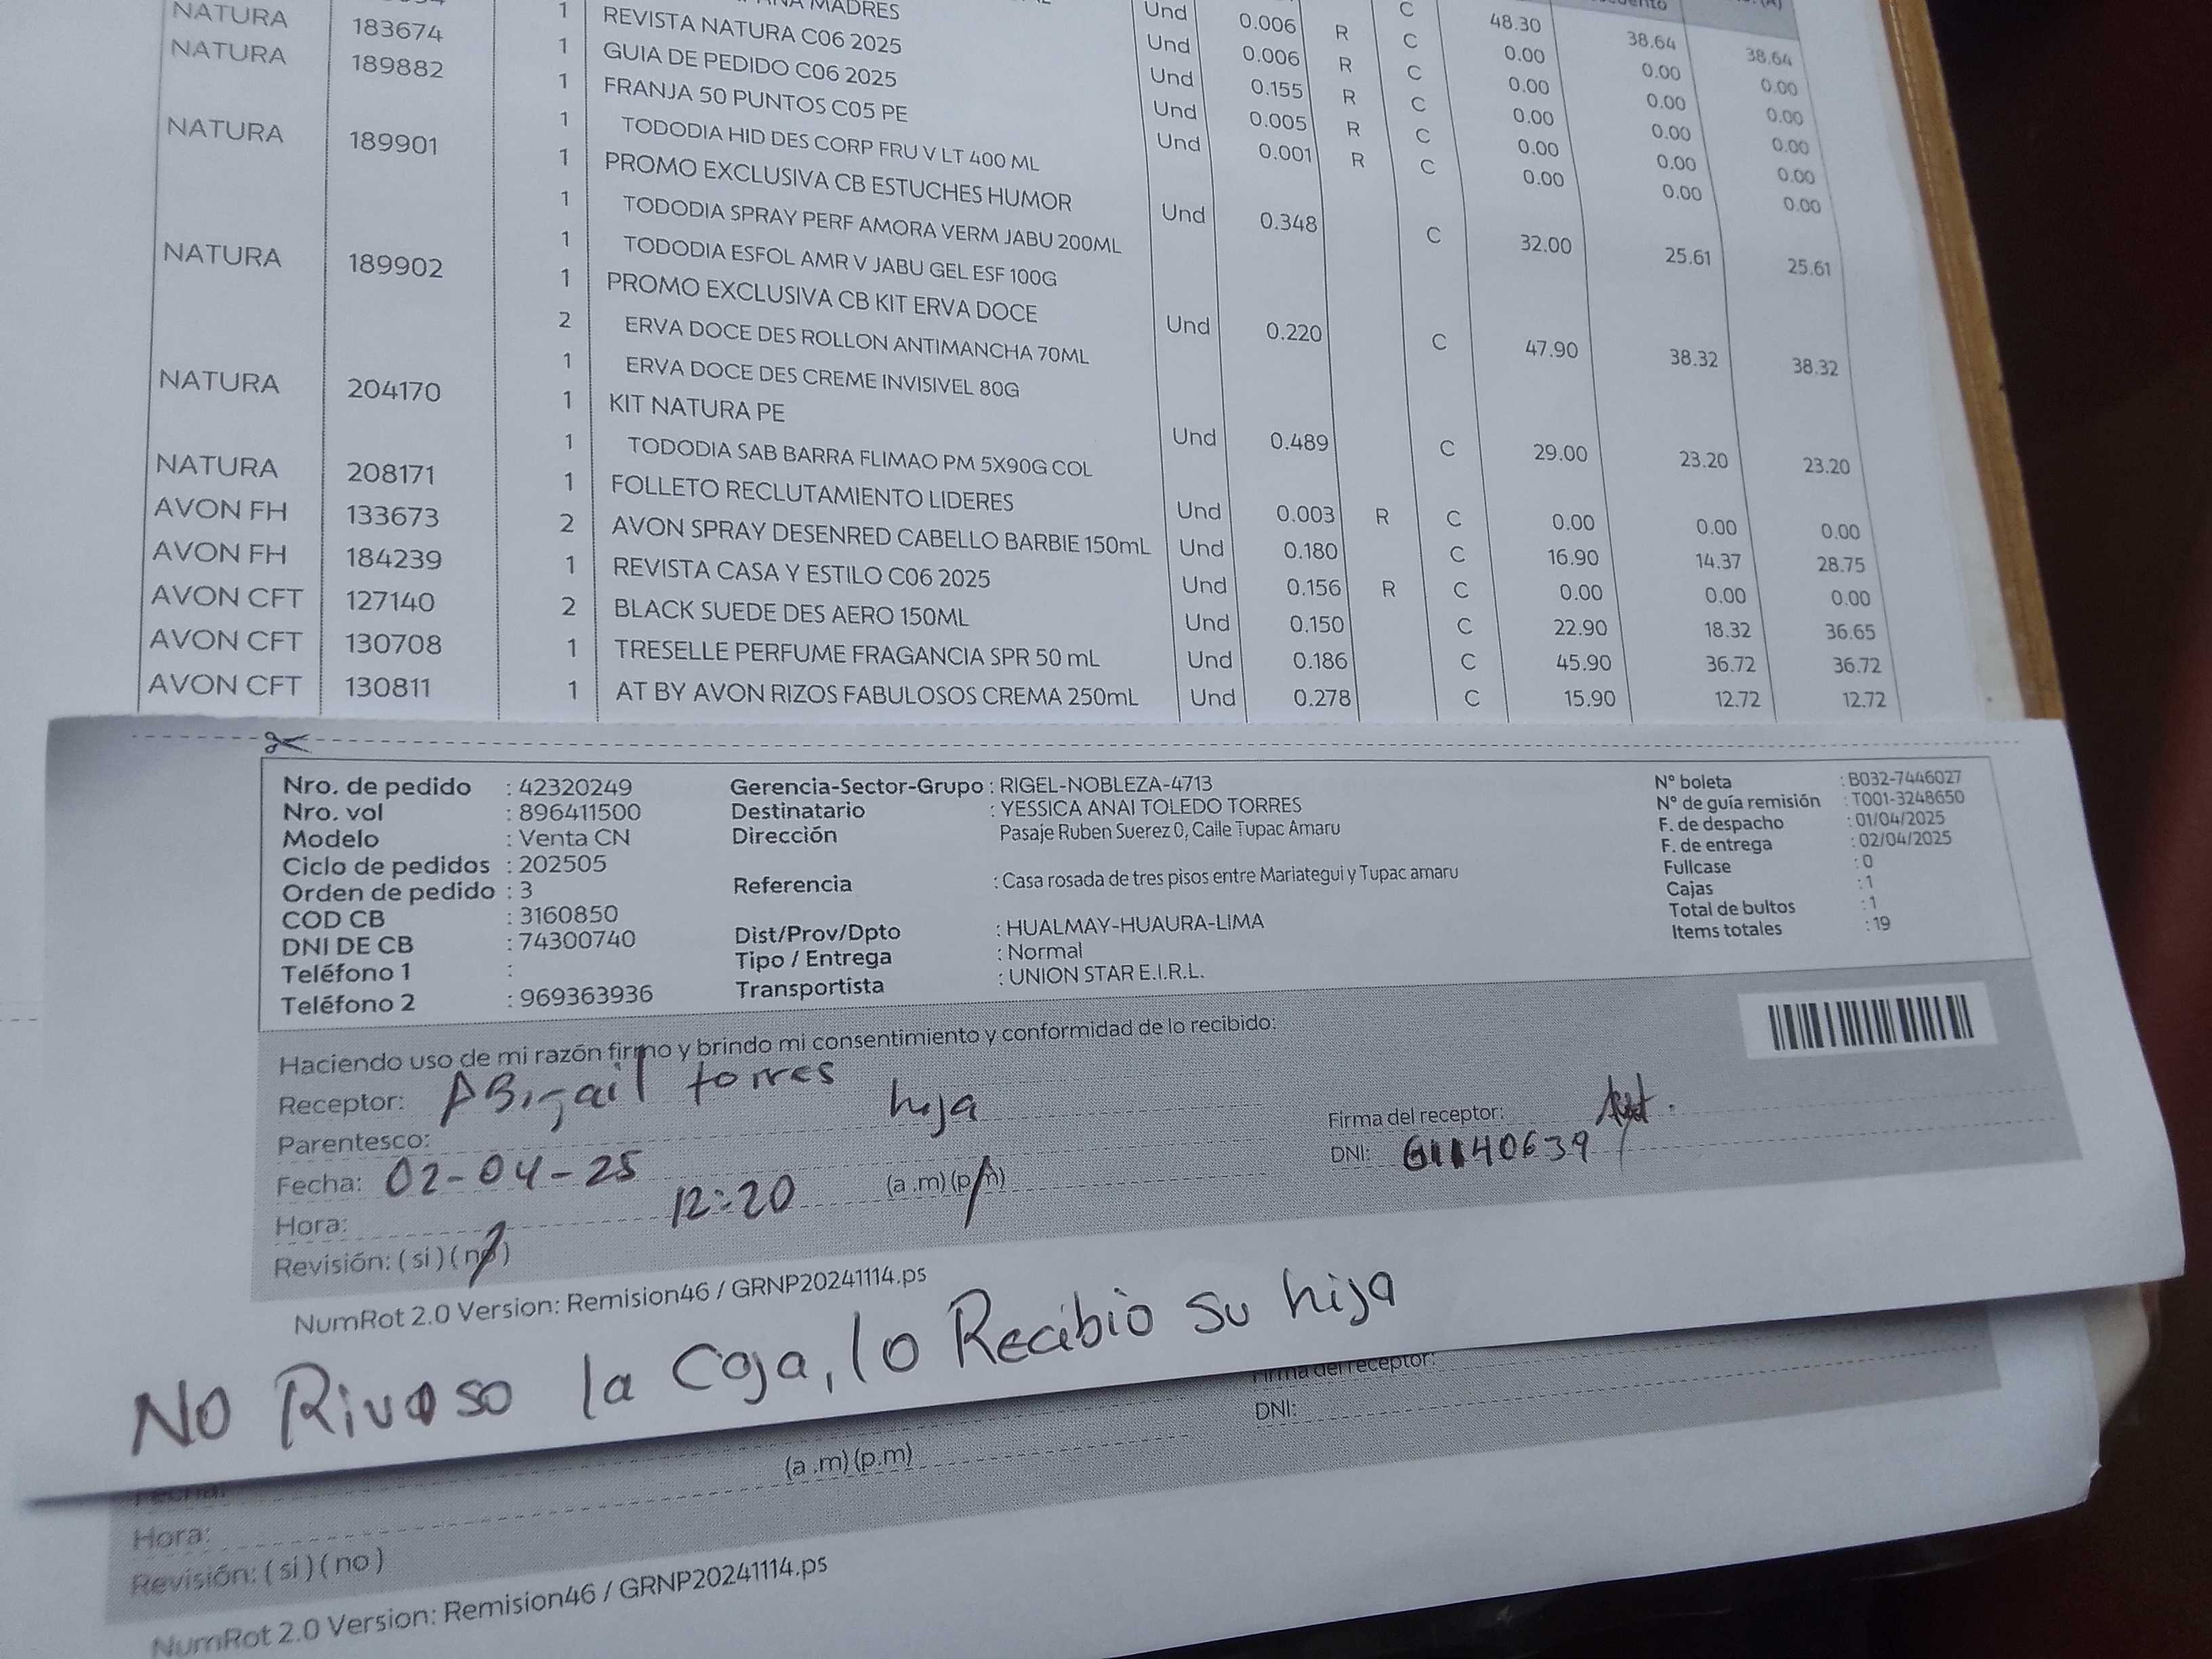 MADRES
NATURA 183674 1 REVISTA NATURA C06 2025 Und 0.006 R C 48.30 38.64 38.64
NATURA 189882 1 GUIA DE PEDIDO C06 2025 Und 0.006 R C 0.00 0.00 0.00
1 FRANJA 50 PUNTOS C05 PE Und 0.155 R C 0.00 0.00 0.00
1 TODODIA HID DES CORP FRU V LT 400 ML Und 0.005 R C 0.00 0.00 0.00
NATURA 189901 1 PROMO EXCLUSIVA CB ESTUCHES HUMOR Und 0.001 R C 0.00 0.00 0.00
1 TODODIA SPRAY PERF AMORA VERM JABU 200ML Und 0.348 C 32.00 25.61 25.61
1 TODODIA ESFOL AMR V JABU GEL ESF 100G
NATURA 189902 1 PROMO EXCLUSIVA CB KIT ERVA DOCE Und 0.220 C 47.90 38.32 38.32
2 ERVA DOCE DES ROLLON ANTIMANCHA 70ML
1 ERVA DOCE DES CREME INVISIVEL 80G
NATURA 204170 1 KIT NATURA PE Und 0.489 C 29.00 23.20 23.20
1 TODODIA SAB BARRA FLIMAO PM 5X90G COL
NATURA 208171 1 FOLLETO RECLUTAMIENTO LIDERES Und 0.003 R C 0.00 0.00 0.00
AVON FH 133673 2 AVON SPRAY DESENRED CABELLO BARBIE 150mL Und 0.180 C 16.90 14.37 28.75
AVON FH 184239 1 REVISTA CASA Y ESTILO C06 2025 Und 0.156 R C 0.00 0.00 0.00
AVON CFT 127140 2 BLACK SUEDE DES AERO 150ML Und 0.150 C 22.90 18.32 36.65
AVON CFT 130708 1 TRESELLE PERFUME FRAGANCIA SPR 50 mL Und 0.186 C 45.90 36.72 36.72
AVON CFT 130811 1 AT BY AVON RIZOS FABULOSOS CREMA 250mL Und 0.278 C 15.90 12.72 12.72
Nro. de pedido : 42320249 Gerencia-Sector-Grupo : RIGEL-NOBLEZA-4713 N° boleta : B032-7446027
Nro. vol : 896411500 Destinatario : YESSICA ANAI TOLEDO TORRES N° de guía remisión : T001-3248650
Modelo : Venta CN Dirección Pasaje Ruben Suerez 0, Calle Tupac Amaru F. de despacho : 01/04/2025
Ciclo de pedidos : 202505 F. de entrega : 02/04/2025
Orden de pedido : 3 Referencia : Casa rosada de tres pisos entre Mariategui y Tupac amaru Fullcase : 0
COD CB : 3160850 Cajas : 1
DNI DE CB : 74300740 Dist/Prov/Dpto : HUALMAY-HUAURA-LIMA Total de bultos : 1
Teléfono 1 : Tipo / Entrega : Normal Items totales : 19
Teléfono 2 : 969363936 Transportista : UNION STAR E.I.R.L.
Haciendo uso de mi razón firmo y brindo mi consentimiento y conformidad de lo recibido:
Receptor: ABigail torres
Parentesco: hija Firma del receptor:
Fecha: 02-04-25 DNI:
Hora: 12:20 (a .m) (p.m)
Revisión: ( si ) ( no )
NumRot 2.0 Version: Remision46 / GRNP20241114.ps
NO Rivoso la Caja, lo Recibio su hija
Firma del receptor:
DNI:
Fecha:
(a .m) (p.m)
Hora:
Revisión: ( si ) ( no )
NumRot 2.0 Version: Remision46 / GRNP20241114.ps